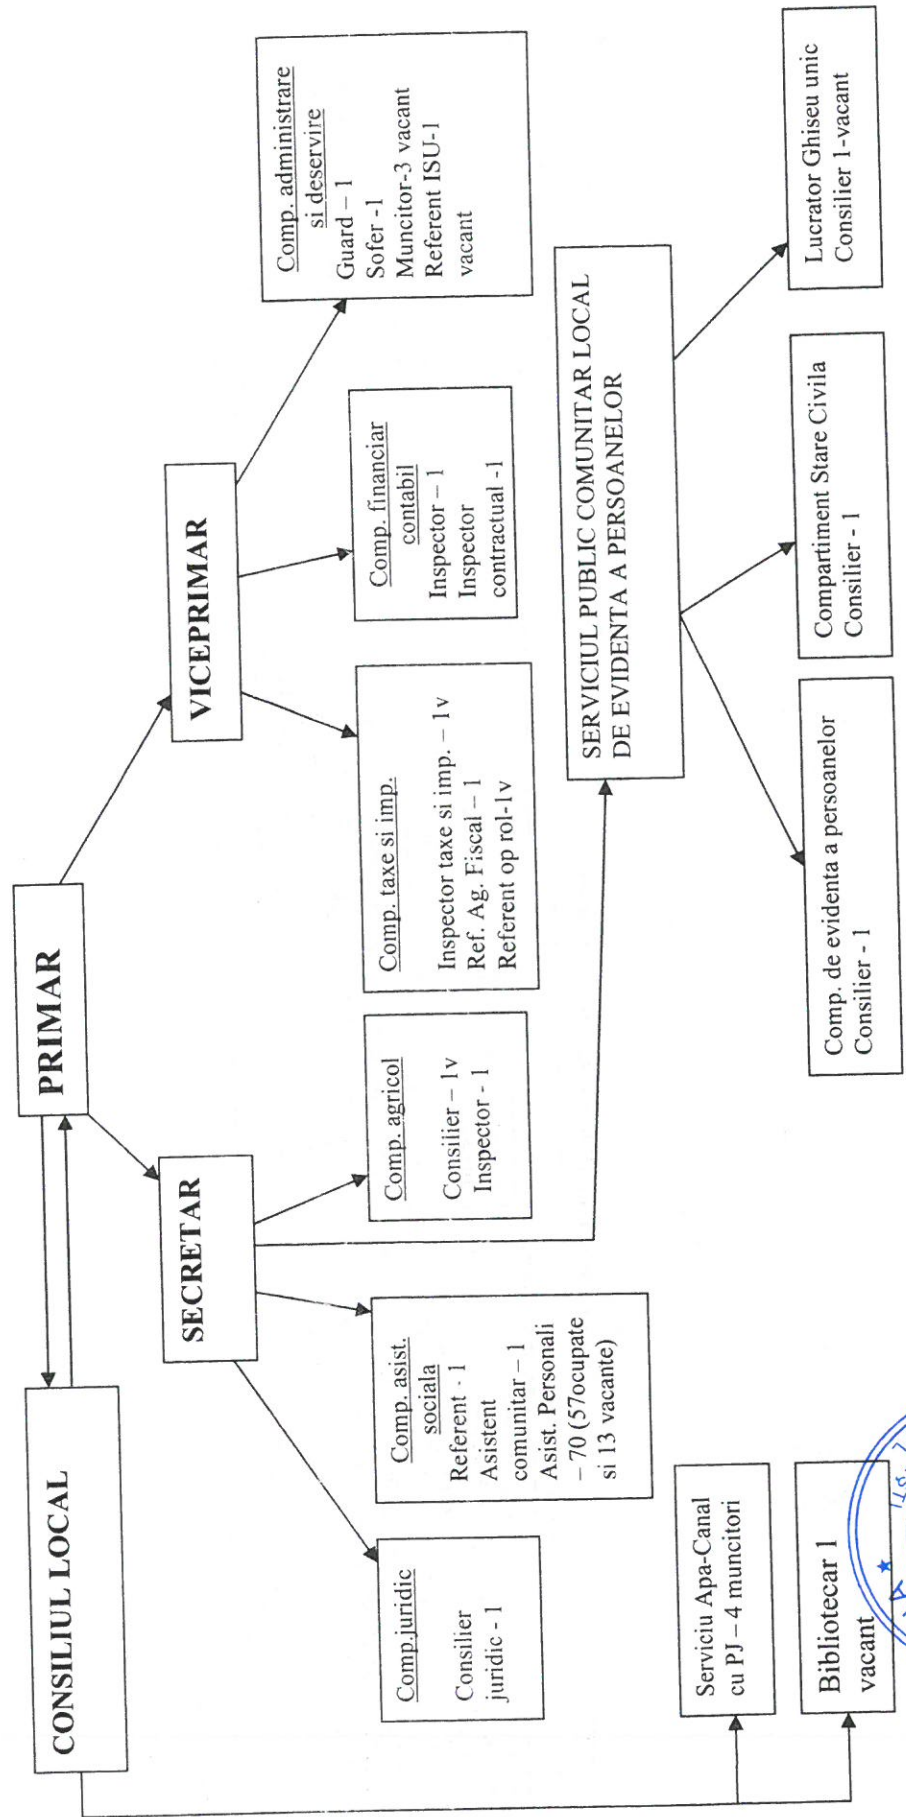 CONSILIUL LOCAL
PRIMAR
SECRETAR
VICEPRIMAR
Comp.juridic
Consilier
juridic - 1
Comp. asist.
sociala
Referent - 1
Asistent
comunitar – 1
Asist. Personali
– 70 (57ocupate
si 13 vacante)
Comp. agricol
Consilier – 1v
Inspector - 1
Comp. taxe si imp.
Inspector taxe si imp. – 1v
Ref. Ag. Fiscal – 1
Referent op rol-1v
Comp. financiar
contabil
Inspector – 1
Inspector
contractual -1
Comp. administrare
si deservire
Guard – 1
Sofer -1
Muncitor-3 vacant
Referent ISU-1
vacant
SERVICIUL PUBLIC COMUNITAR LOCAL
DE EVIDENTA A PERSOANELOR
Serviciu Apa-Canal
cu PJ – 4 muncitori
Bibliotecar 1
vacant
Comp. de evidenta a persoanelor
Consilier - 1
Compartiment Stare Civila
Consilier - 1
Lucrator Ghiseu unic
Consilier 1-vacant